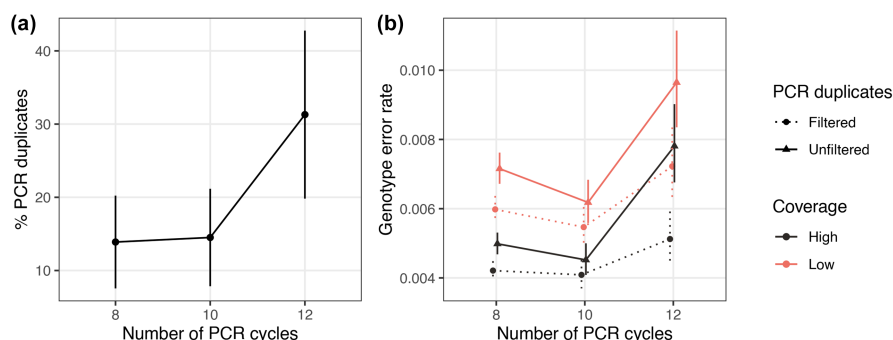 (a)
% PCR duplicates
40
30
20
10
8
10
12
Number of PCR cycles
(b)
Genotype error rate
0.010
0.008
0.006
0.004
8
10
12
Number of PCR cycles
PCR duplicates
Filtered
Unfiltered
Coverage
High
Low